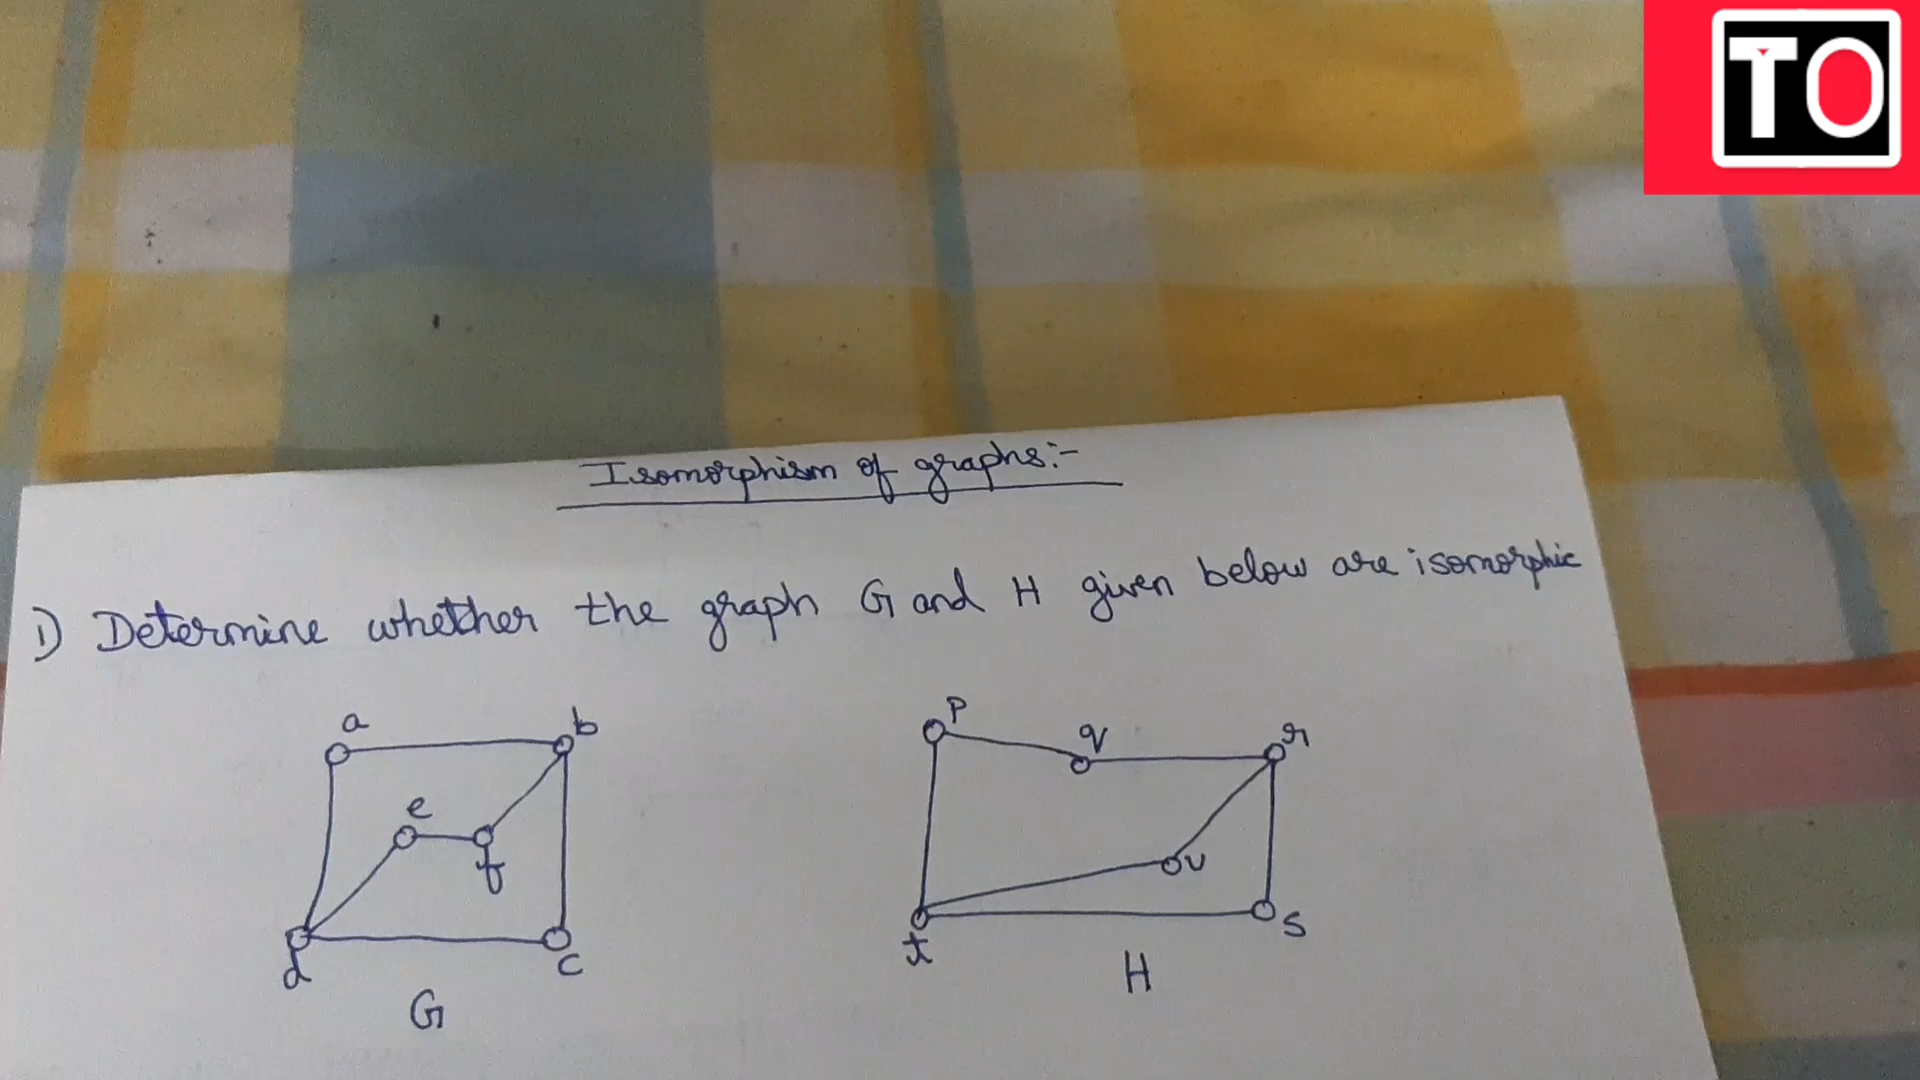 TO
Isomorphism of graphs:-
1) Determine whether the graph G and H given below are isomorphic
a b
e
f
d c
G
p q r
v
t s
H